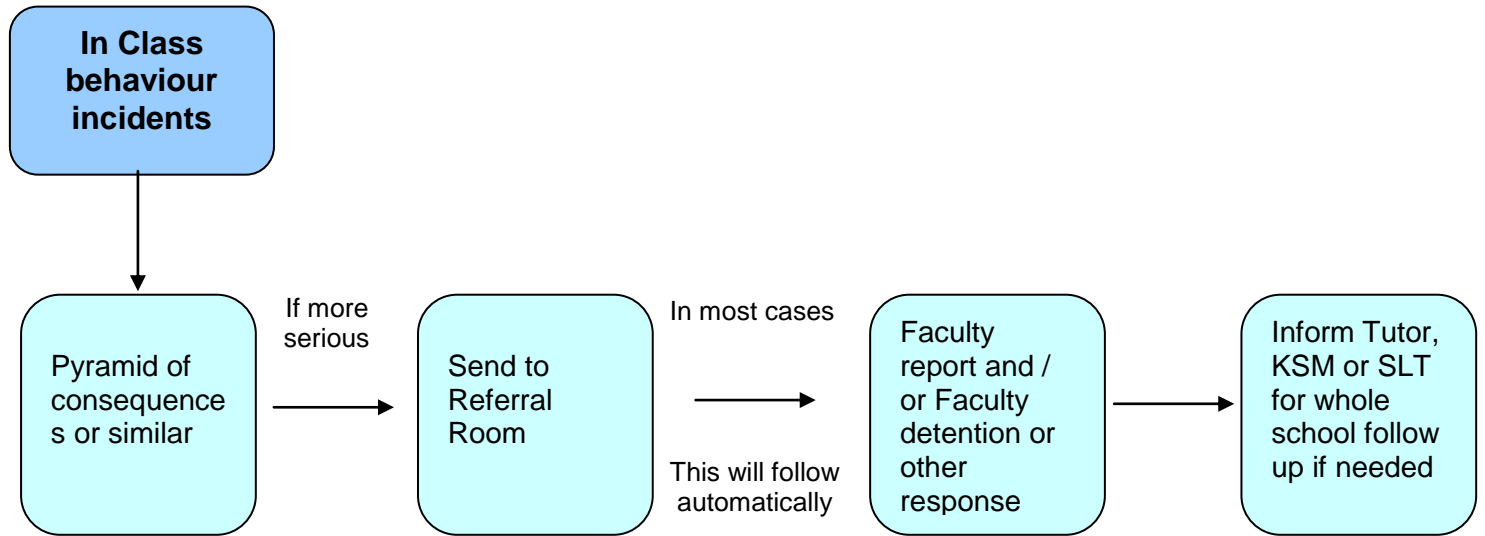 In Class
behaviour
incidents
Pyramid of
consequence
s or similar
If more
serious
Send to
Referral
Room
In most cases
This will follow
automatically
Faculty
report and /
or Faculty
detention or
other
response
Inform Tutor,
KSM or SLT
for whole
school follow
up if needed